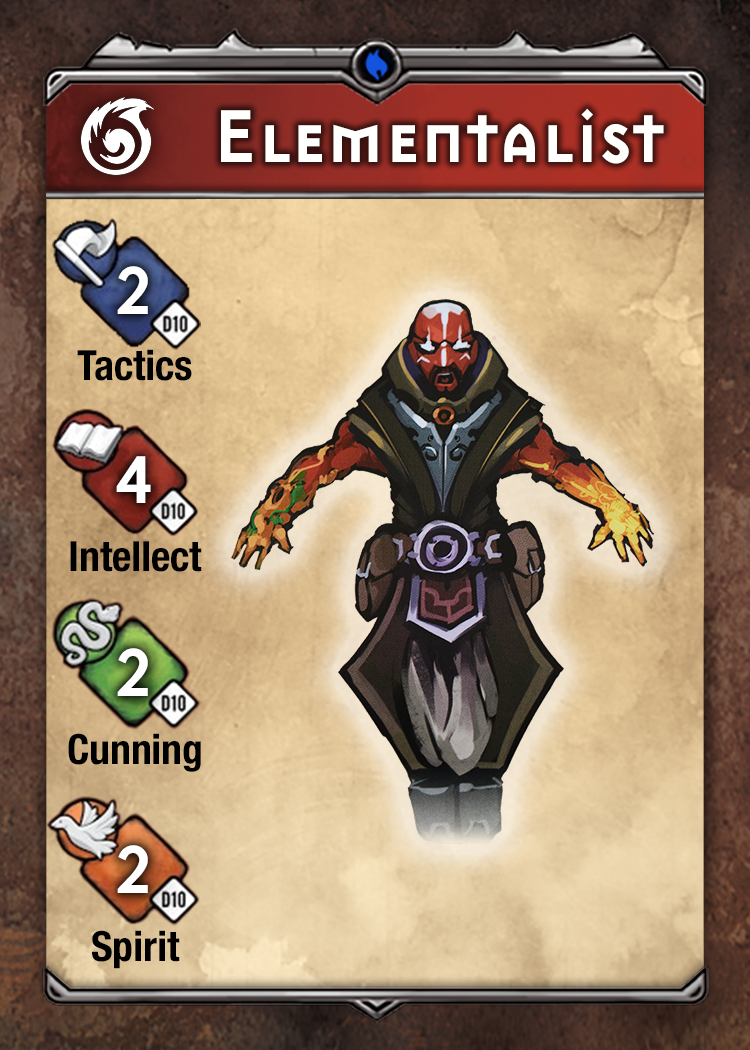 Elementalist
2
D10
Tactics
4
D10
Intellect
2
D10
Cunning
2
D10
Spirit